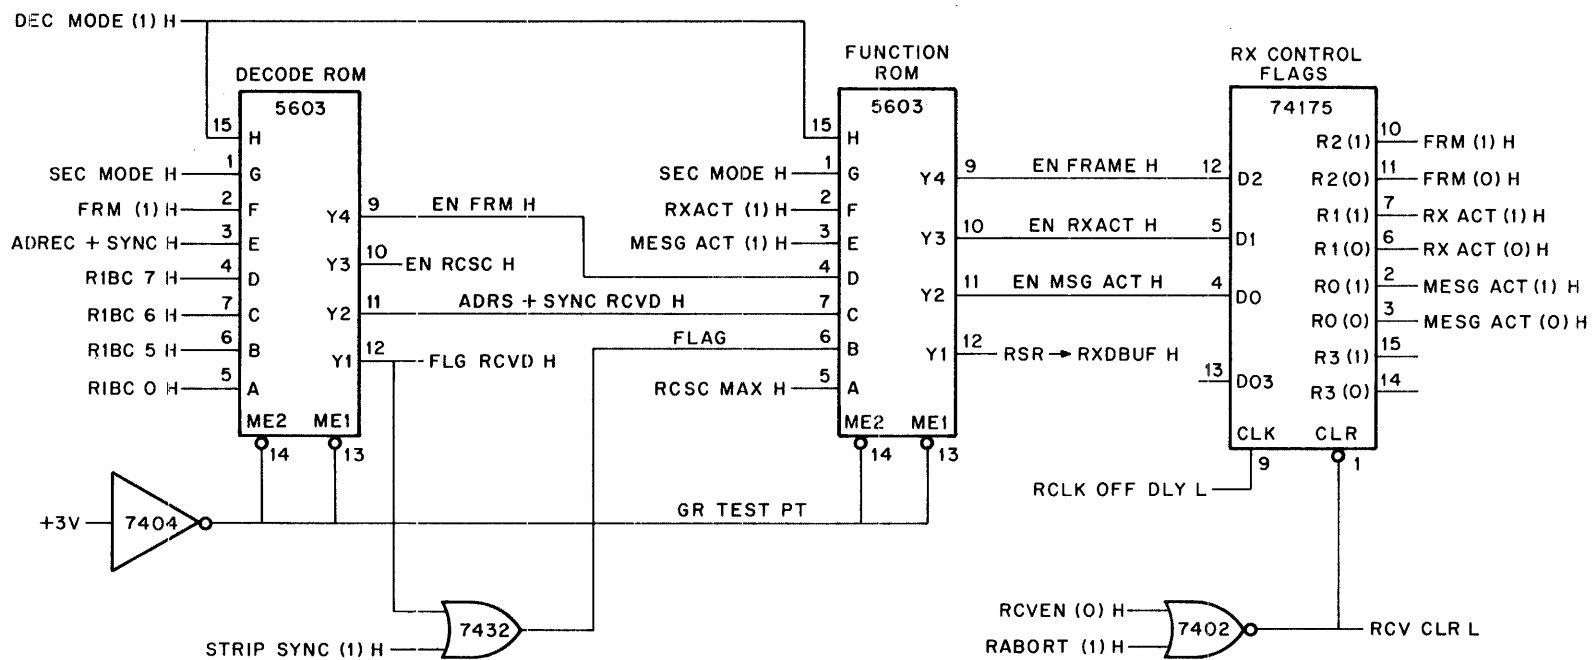 DEC MODE (1) H
DECODE ROM
5603
15
H
SEC MODE H
1
G
FRM (1) H
2
F
ADREC + SYNC H
3
E
R1BC 7 H
4
D
R1BC 6 H
7
C
R1BC 5 H
6
B
R1BC 0 H
5
A
Y4
9
EN FRM H
Y3
10
EN RCSC H
Y2
11
ADRS + SYNC RCVD H
Y1
12
FLG RCVD H
ME2
ME1
14
13
+3V
7404
GR TEST PT
FLAG
7432
STRIP SYNC (1) H
FUNCTION
ROM
5603
15
H
SEC MODE H
1
G
RXACT (1) H
2
F
MESG ACT (1) H
3
E
4
D
7
C
6
B
RCSC MAX H
5
A
Y4
9
EN FRAME H
Y3
10
EN RXACT H
Y2
11
EN MSG ACT H
Y1
12
RSR → RXDBUF H
ME2
ME1
14
13
RX CONTROL
FLAGS
74175
12
D2
5
D1
4
D0
13
D03
R2(1)
10
FRM (1) H
R2(0)
11
FRM (0) H
R1(1)
7
RX ACT (1) H
R1(0)
6
RX ACT (0) H
R0(1)
2
MESG ACT (1) H
R0(0)
3
MESG ACT (0) H
R3(1)
15
R3(0)
14
CLK
CLR
9
1
RCLK OFF DLY L
RCVEN (0) H
RABORT (1) H
7402
RCV CLR L